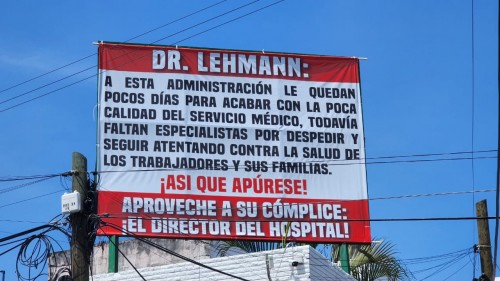 DR. LEHMANN:
A ESTA ADMINISTRACIÓN LE QUEDAN
POCOS DÍAS PARA ACABAR CON LA POCA
CALIDAD DEL SERVICIO MÉDICO, TODAVÍA
FALTAN ESPECIALISTAS POR DESPEDIR Y
SEGUIR ATENTANDO CONTRA LA SALUD DE
LOS TRABAJADORES Y SUS FAMILIAS.
¡ASI QUE APÚRESE!
APROVECHE A SU CÓMPLICE:
¡EL DIRECTOR DEL HOSPITAL!